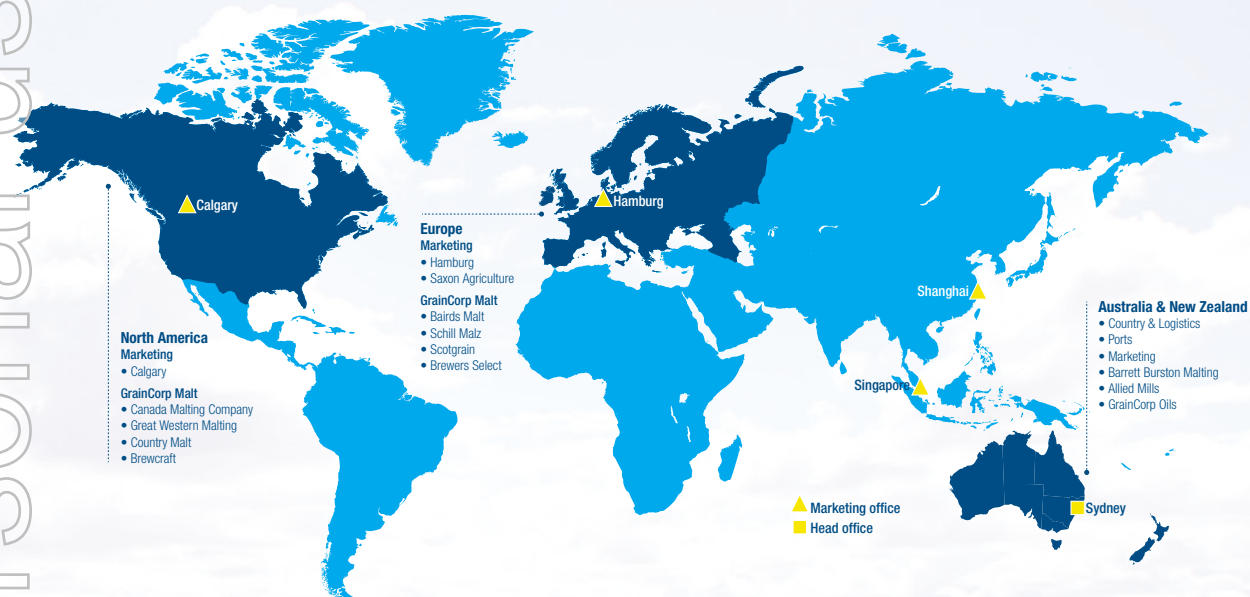 Calgary
Hamburg
Shanghai
Singapore
Sydney
North America
Marketing
• Calgary
GrainCorp Malt
• Canada Malting Company
• Great Western Malting
• Country Malt
• Brewcraft
Europe
Marketing
• Hamburg
• Saxon Agriculture
GrainCorp Malt
• Bairds Malt
• Schill Malz
• Scotgrain
• Brewers Select
Australia & New Zealand
• Country & Logistics
• Ports
• Marketing
• Barrett Burston Malting
• Allied Mills
• GrainCorp Oils
Marketing office
Head office